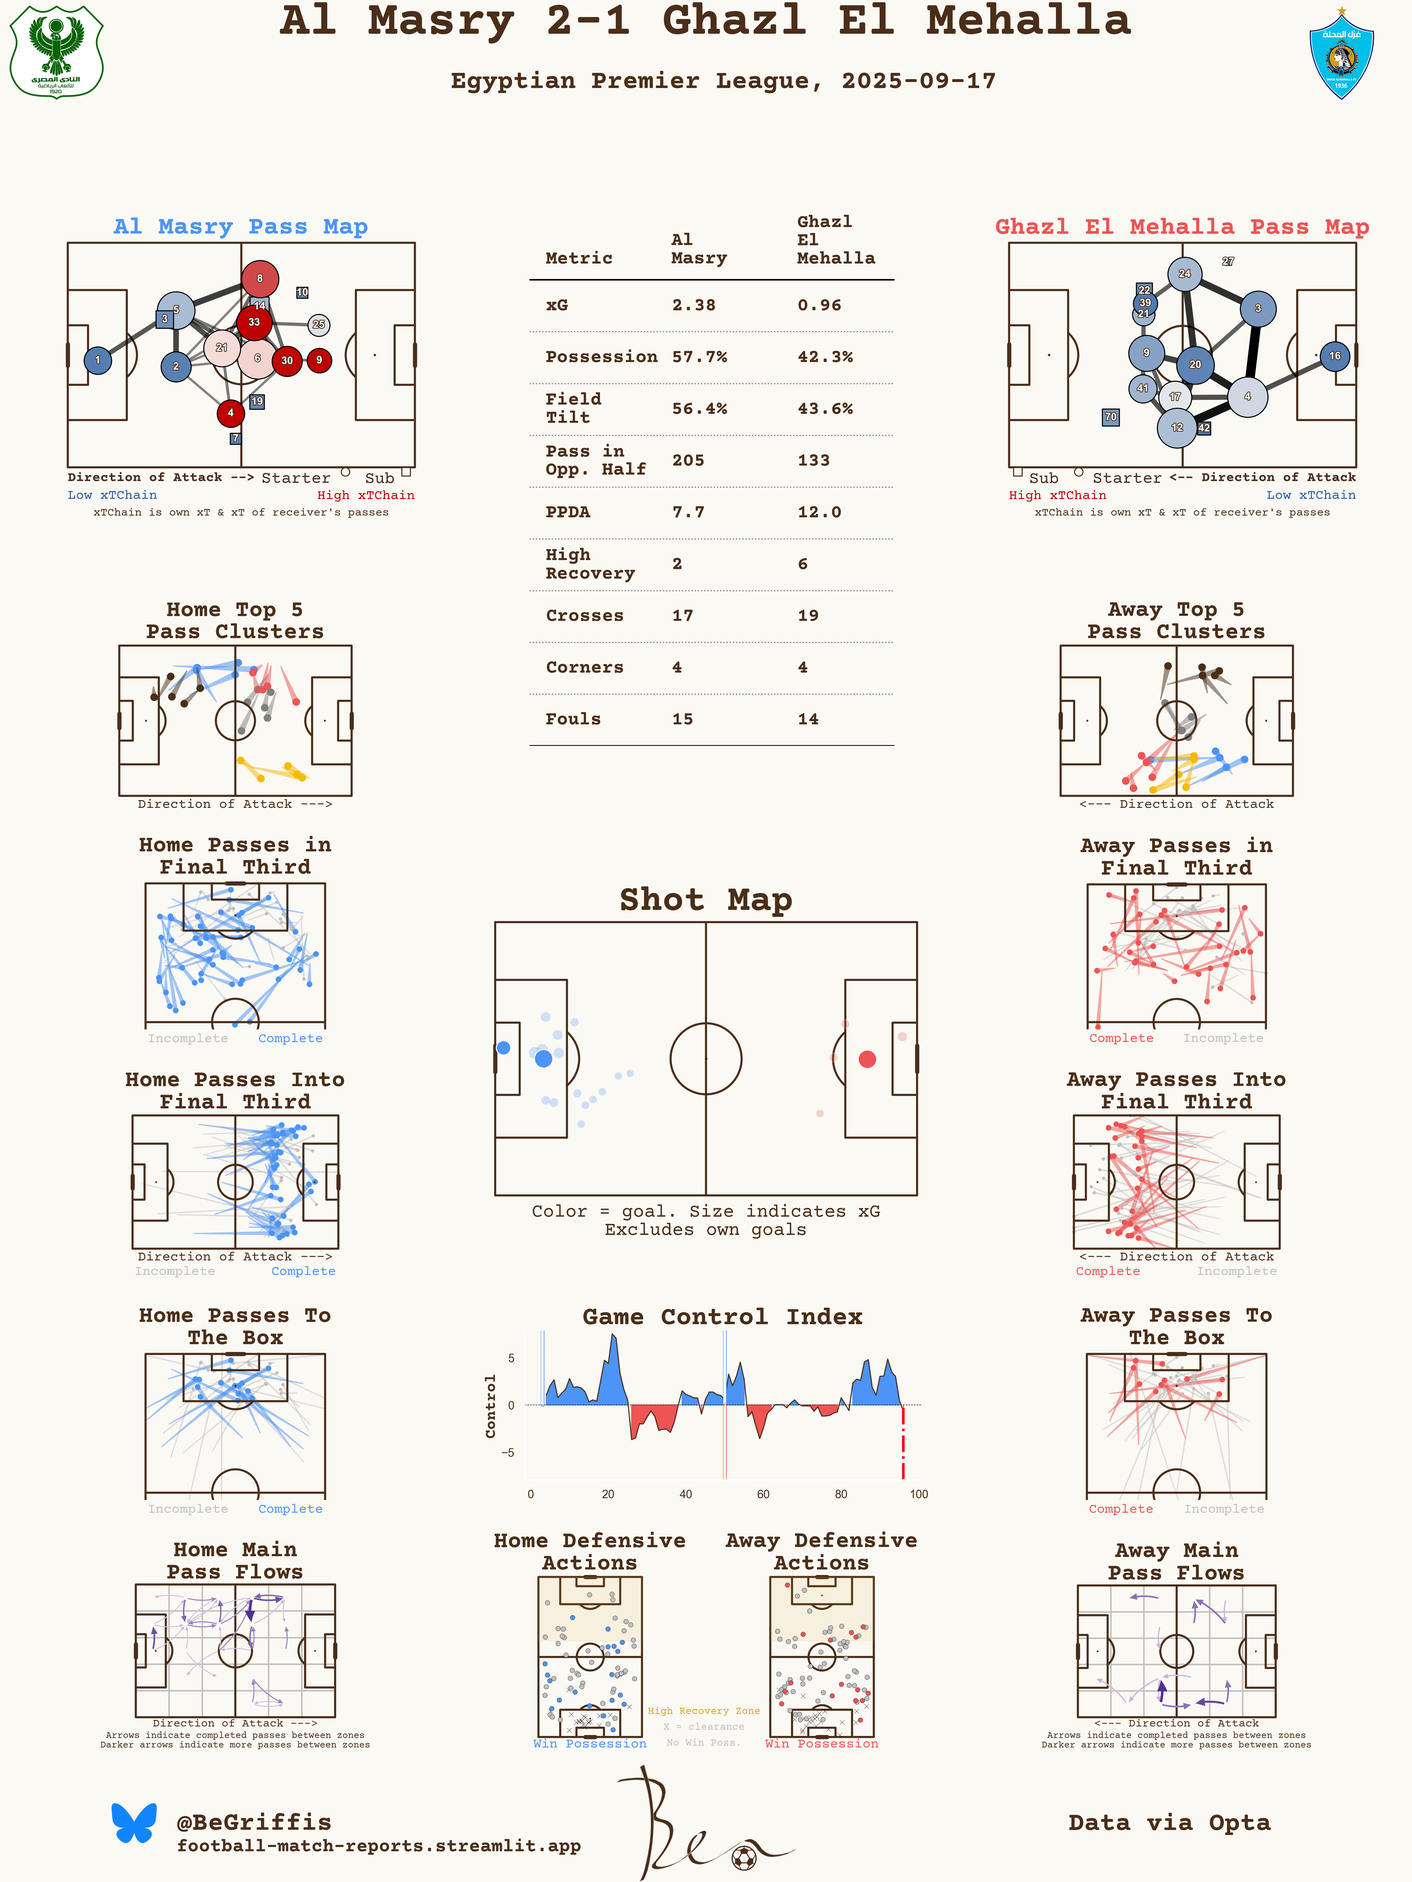 Al Masry 2-1 Ghazl El Mehalla
Egyptian Premier League, 2025-09-17
النادي المصري
للألعاب الرياضية
1920
غزل المحلة
1936
Al Masry Pass Map
8
10
14
5
3
33
25
21
6
30
9
1
2
4
19
7
Direction of Attack --> Starter Sub
Low xTChain High xTChain
xTChain is own xT & xT of receiver's passes
Metric Al Masry Ghazl El Mehalla
xG 2.38 0.96
Possession 57.7% 42.3%
Field Tilt 56.4% 43.6%
Pass in Opp. Half 205 133
PPDA 7.7 12.0
High Recovery 2 6
Crosses 17 19
Corners 4 4
Fouls 15 14
Ghazl El Mehalla Pass Map
27
24
22
39
21
3
9
20
16
41
17
4
70
12
42
Sub Starter <-- Direction of Attack
High xTChain Low xTChain
xTChain is own xT & xT of receiver's passes
Home Top 5
Pass Clusters
Direction of Attack --->
Away Top 5
Pass Clusters
<--- Direction of Attack
Home Passes in
Final Third
Incomplete Complete
Away Passes in
Final Third
Complete Incomplete
Shot Map
Color = goal. Size indicates xG
Excludes own goals
Home Passes Into
Final Third
Direction of Attack --->
Incomplete Complete
Away Passes Into
Final Third
<--- Direction of Attack
Complete Incomplete
Home Passes To
The Box
Incomplete Complete
Game Control Index
Control
5
0
−5
0 20 40 60 80 100
Away Passes To
The Box
Complete Incomplete
Home Main
Pass Flows
Direction of Attack --->
Arrows indicate completed passes between zones
Darker arrows indicate more passes between zones
Home Defensive
Actions
Win Possession
High Recovery Zone
X = clearance
No Win Poss.
Away Defensive
Actions
Win Possession
Away Main
Pass Flows
<--- Direction of Attack
Arrows indicate completed passes between zones
Darker arrows indicate more passes between zones
@BeGriffis
football-match-reports.streamlit.app
Ben
Data via Opta